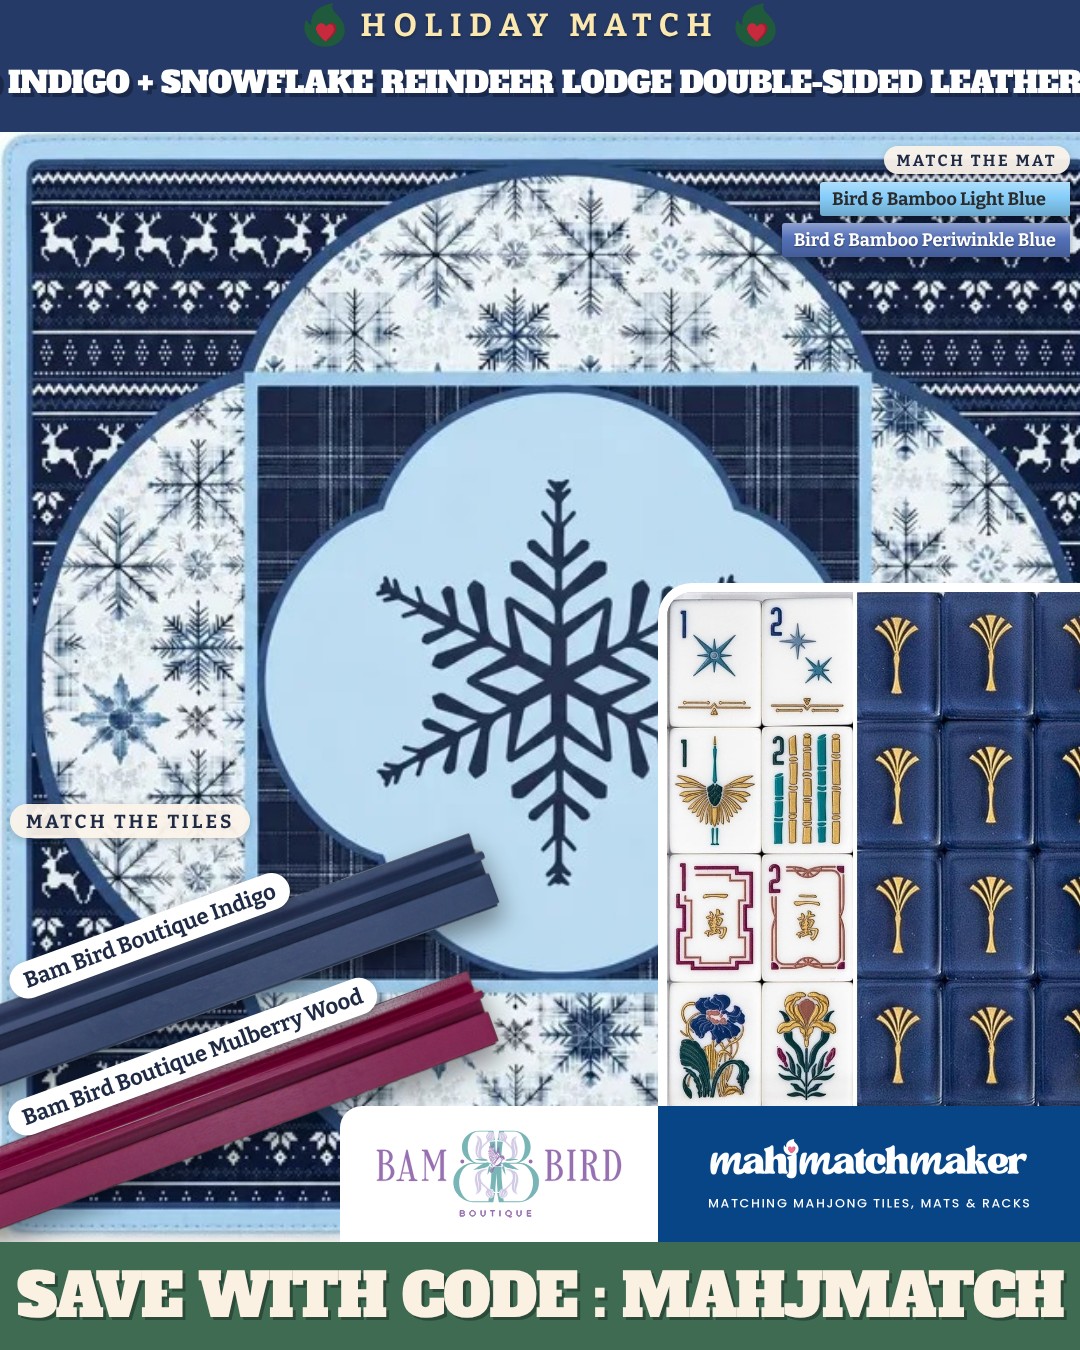 HOLIDAY MATCH
INDIGO + SNOWFLAKE REINDEER LODGE DOUBLE-SIDED LEATHER
MATCH THE MAT
Bird & Bamboo Light Blue
Bird & Bamboo Periwinkle Blue
1
2
1
2
1
2
一萬
二萬
MATCH THE TILES
Bam Bird Boutique Indigo
Bam Bird Boutique Mulberry Wood
BAM BIRD
BOUTIQUE
mahjmatchmaker
MATCHING MAHJONG TILES, MATS & RACKS
SAVE WITH CODE : MAHJMATCH